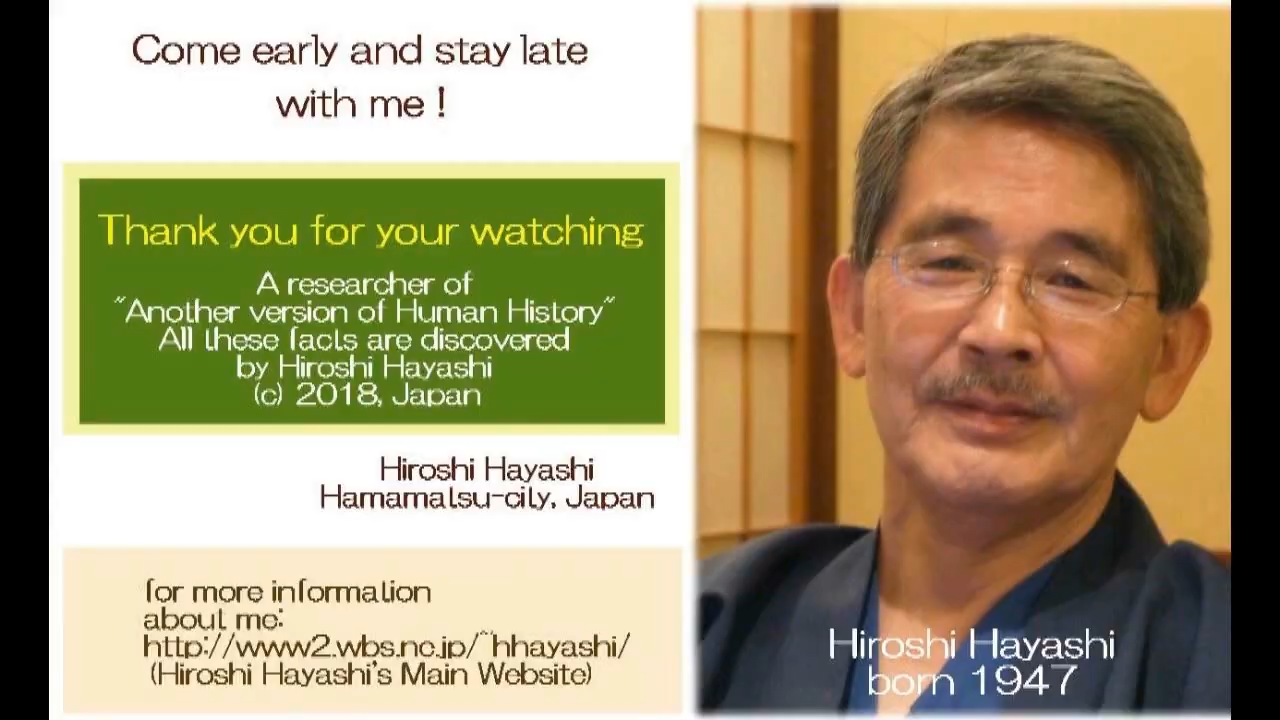 Come early and stay late
with me !
Thank you for your watching
A researcher of
"Another version of Human History"
All these facts are discovered
by Hiroshi Hayashi
(c) 2018, Japan
Hiroshi Hayashi
Hamamatsu-city, Japan
for more information
about me:
http://www2.wbs.ne.jp/~hhayashi/
(Hiroshi Hayashi's Main Website)
Hiroshi Hayashi
born 1947